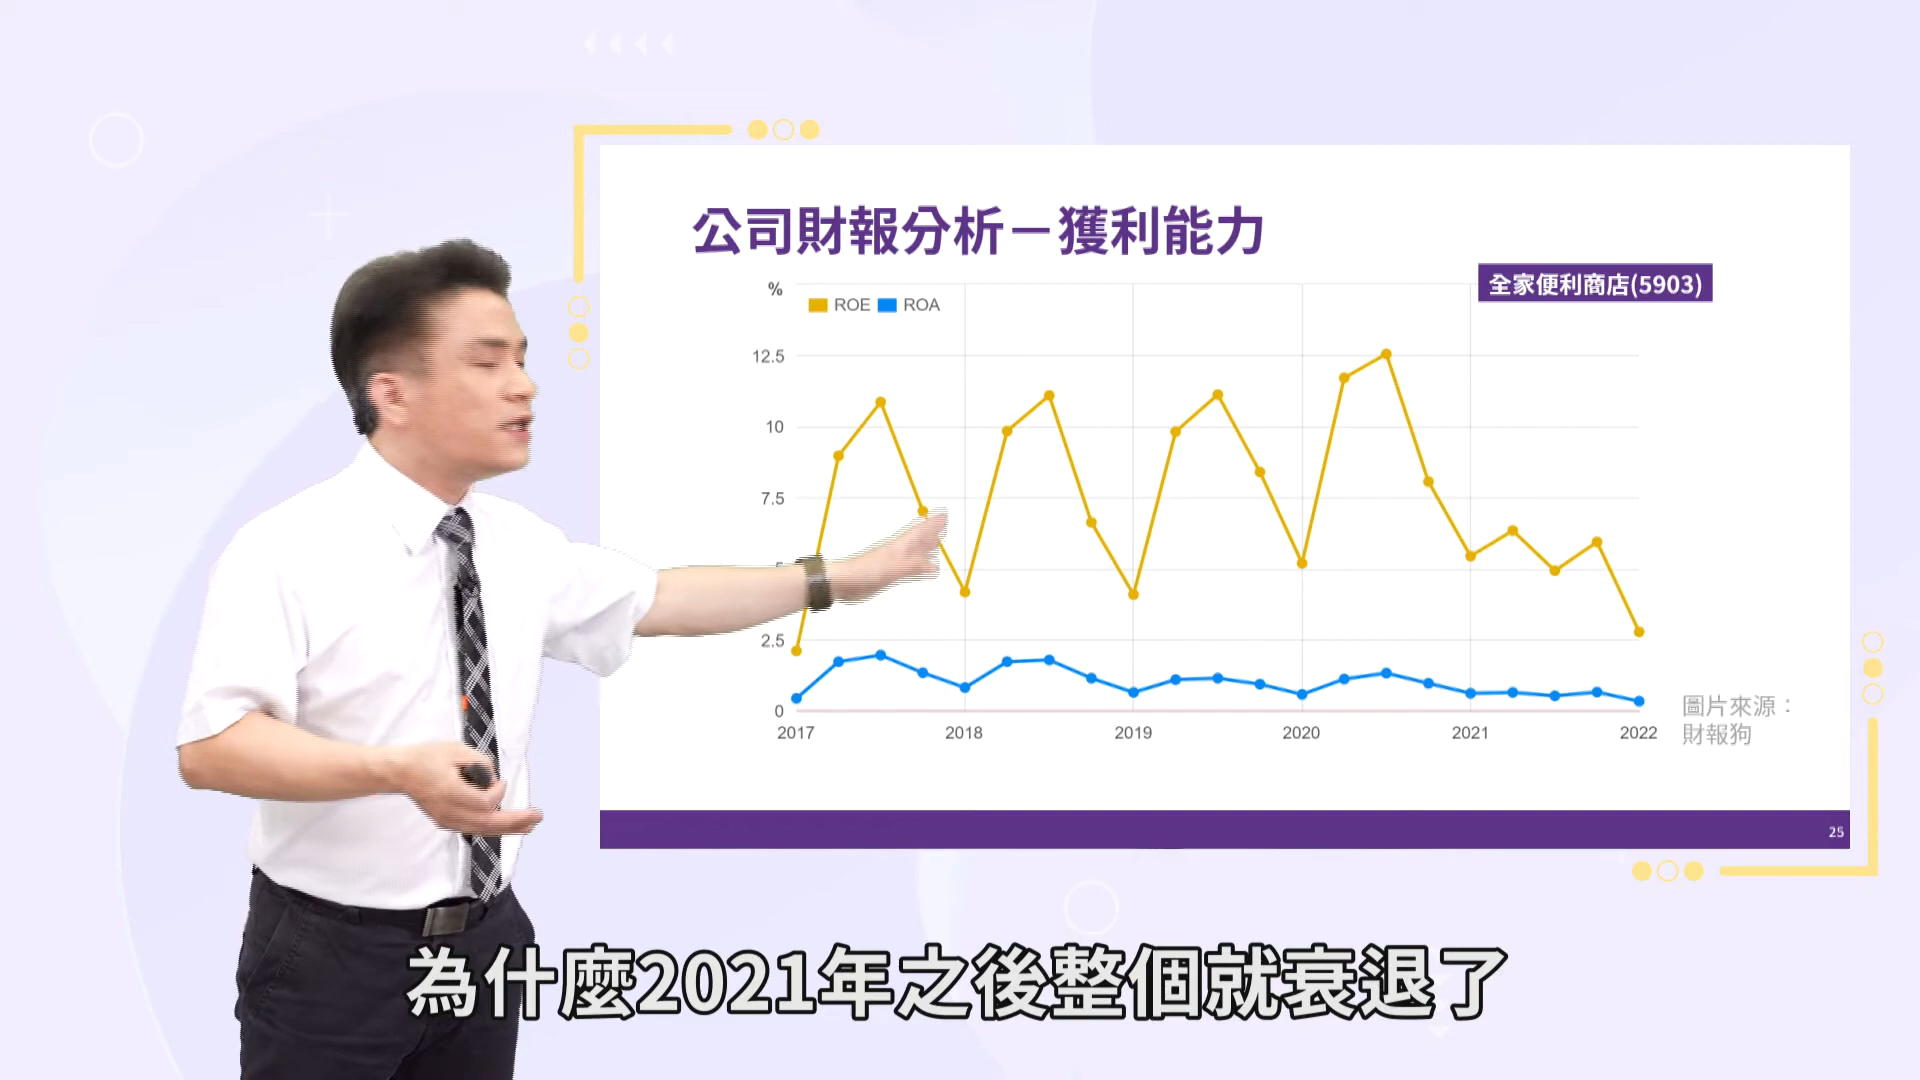 公司財報分析－獲利能力
全家便利商店(5903)
%
ROE ROA
12.5
10
7.5
2.5
0
2017 2018 2019 2020 2021 2022
圖片來源：
財報狗
25
為什麼2021年之後整個就衰退了